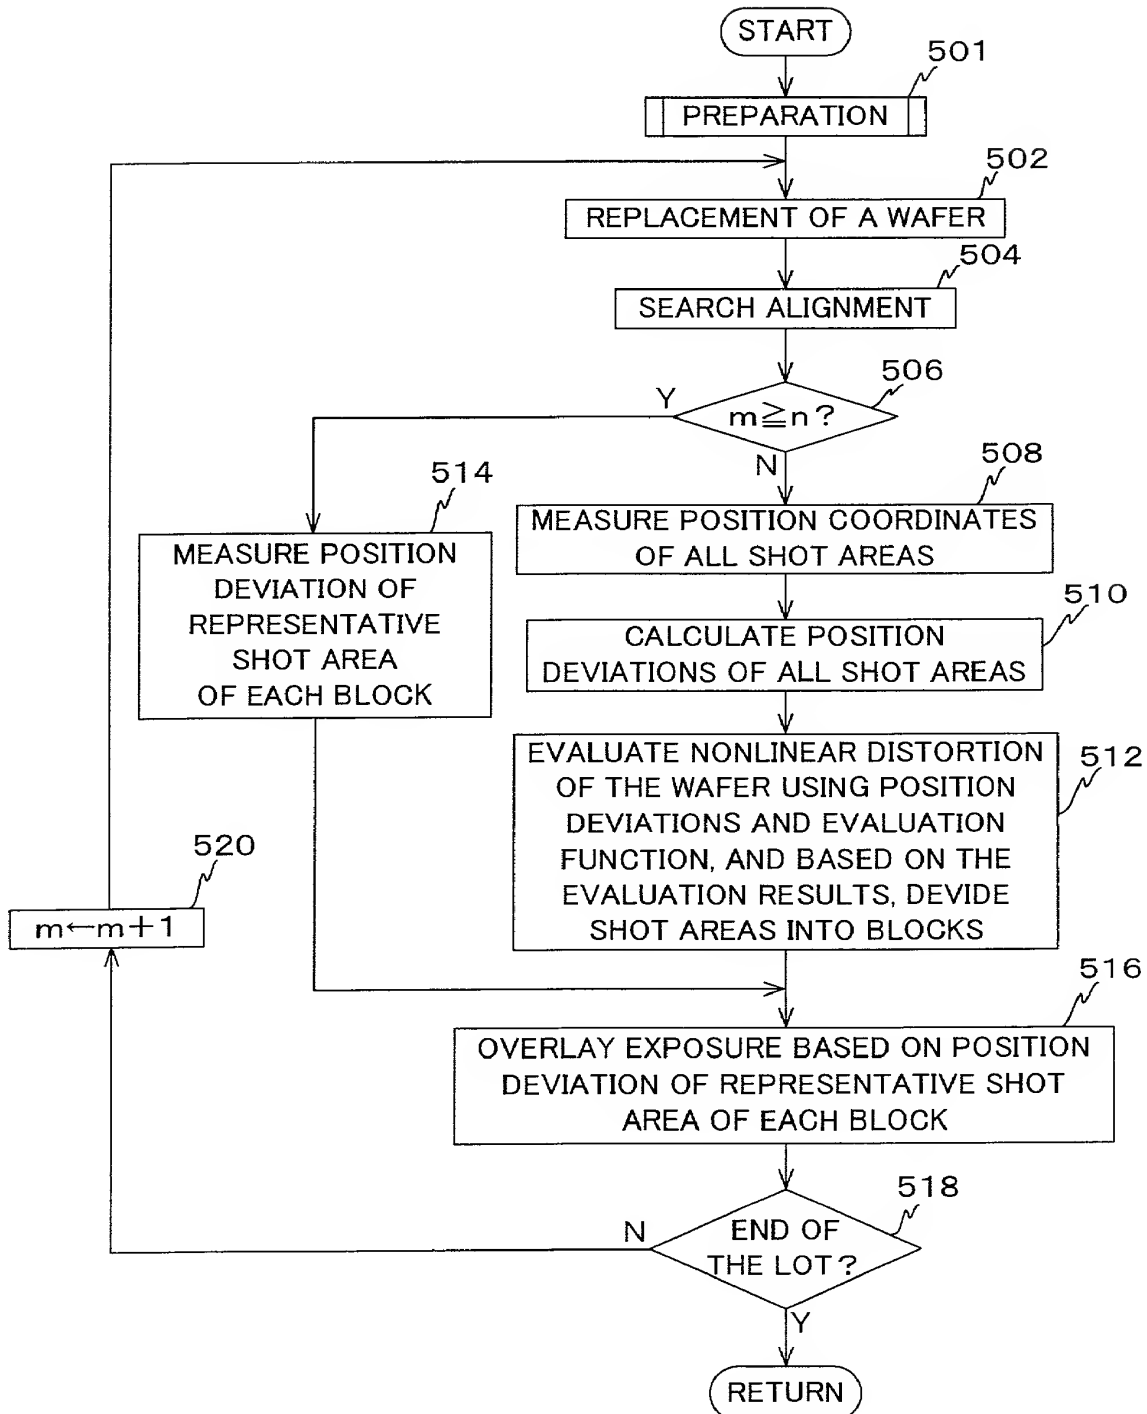 START
501
PREPARATION
502
REPLACEMENT OF A WAFER
504
SEARCH ALIGNMENT
506
Y
m≧n?
N
508
514
MEASURE POSITION COORDINATES
OF ALL SHOT AREAS
MEASURE POSITION
DEVIATION OF
REPRESENTATIVE
SHOT AREA
OF EACH BLOCK
510
CALCULATE POSITION
DEVIATIONS OF ALL SHOT AREAS
512
EVALUATE NONLINEAR DISTORTION
OF THE WAFER USING POSITION
DEVIATIONS AND EVALUATION
FUNCTION, AND BASED ON THE
EVALUATION RESULTS, DEVIDE
SHOT AREAS INTO BLOCKS
520
m←m+1
516
OVERLAY EXPOSURE BASED ON POSITION
DEVIATION OF REPRESENTATIVE SHOT
AREA OF EACH BLOCK
518
N
END OF
THE LOT?
Y
RETURN